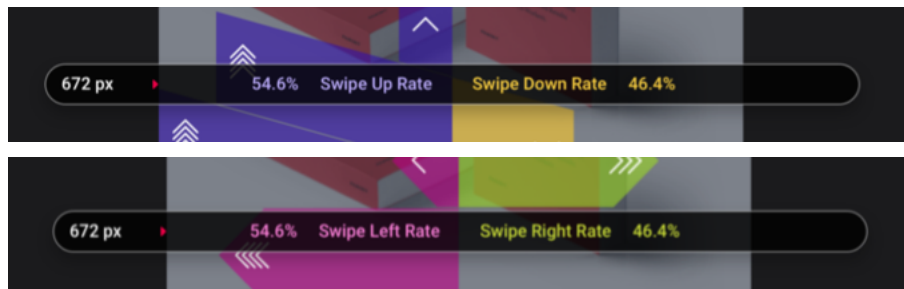 672 px 54.6% Swipe Up Rate Swipe Down Rate 46.4%
672 px 54.6% Swipe Left Rate Swipe Right Rate 46.4%